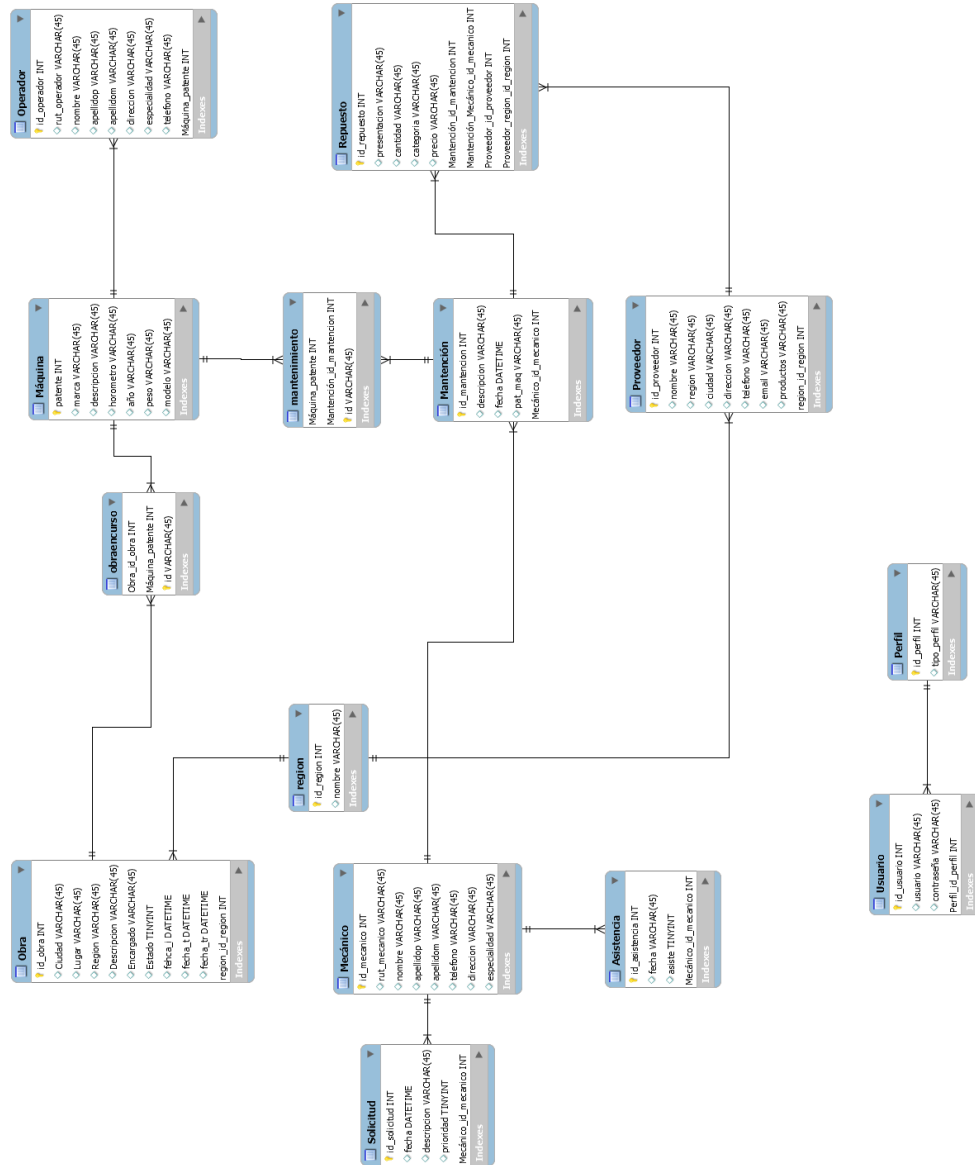 Solicitud
id_solicitud INT
fecha DATETIME
descripcion VARCHAR(45)
prioridad TINYINT
Mecánico_id_mecanico INT
Indexes
Obra
id_obra INT
Ciudad VARCHAR(45)
Lugar VARCHAR(45)
Region VARCHAR(45)
Descripcion VARCHAR(45)
Encargado VARCHAR(45)
Estado TINYINT
fehca_i DATETIME
fecha_t DATETIME
fecha_tr DATETIME
region_id_region INT
Indexes
Mecánico
id_mecanico INT
rut_mecanico VARCHAR(45)
nombre VARCHAR(45)
apellidop VARCHAR(45)
apellidom VARCHAR(45)
telefono VARCHAR(45)
direccion VARCHAR(45)
especialidad VARCHAR(45)
Indexes
Asistencia
id_asistencia INT
fecha VARCHAR(45)
asiste TINYINT
Mecánico_id_mecanico INT
Indexes
Usuario
id_usuario INT
usuario VARCHAR(45)
contraseña VARCHAR(45)
Perfil_id_perfil INT
Indexes
region
id_region INT
nombre VARCHAR(45)
Indexes
Perfil
id_perfil INT
tipo_perfil VARCHAR(45)
Indexes
obraencurso
Obra_id_obra INT
Máquina_patente INT
id VARCHAR(45)
Indexes
Máquina
patente INT
marca VARCHAR(45)
descripcion VARCHAR(45)
horometro VARCHAR(45)
año VARCHAR(45)
peso VARCHAR(45)
modelo VARCHAR(45)
Indexes
mantenimiento
Máquina_patente INT
Mantención_id_mantencion INT
id VARCHAR(45)
Indexes
Mantención
id_mantencion INT
descripcion VARCHAR(45)
fecha DATETIME
pat_maq VARCHAR(45)
Mecánico_id_mecanico INT
Indexes
Proveedor
id_proveedor INT
nombre VARCHAR(45)
region VARCHAR(45)
ciudad VARCHAR(45)
direccion VARCHAR(45)
telefono VARCHAR(45)
email VARCHAR(45)
productos VARCHAR(45)
region_id_region INT
Indexes
Operador
id_operador INT
rut_operador VARCHAR(45)
nombre VARCHAR(45)
apellidop VARCHAR(45)
apellidom VARCHAR(45)
direccion VARCHAR(45)
especialidad VARCHAR(45)
telefono VARCHAR(45)
Máquina_patente INT
Indexes
Repuesto
id_repuesto INT
presentacion VARCHAR(45)
cantidad VARCHAR(45)
categoria VARCHAR(45)
precio VARCHAR(45)
Mantención_id_mantencion INT
Mantención_Mecánico_id_mecanico INT
Proveedor_id_proveedor INT
Proveedor_region_id_region INT
Indexes